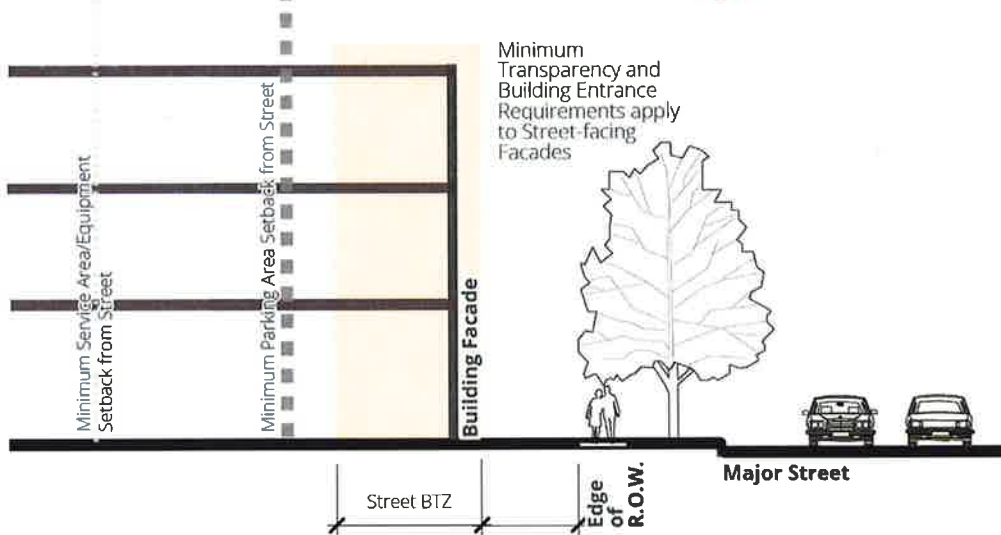 Minimum
Transparency and
Building Entrance
Requirements apply
to Street-facing
Facades
Minimum Service Area/Equipment
Setback from Street
Minimum Parking Area Setback from Street
Building Facade
Street BTZ
Edge
of
R.O.W.
Major Street